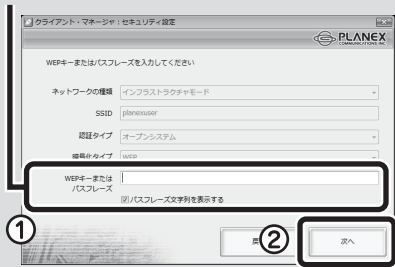 クライアント・マネージャ:セキュリティ設定
PLANEX
COMMUNICATIONS INC.
WEPキーまたはパスフレーズを入力してください
ネットワークの種類 インフラストラクチャモード
SSID planexuser
認証タイプ オープンシステム
暗号化タイプ WEP
WEPキーまたは
パスフレーズ
パスフレーズ文字列を表示する
①
戻 ② 次へ